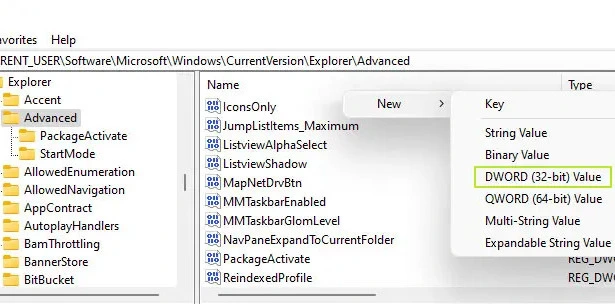 avorites Help
RENT_USER\Software\Microsoft\Windows\CurrentVersion\Explorer\Advanced
Explorer
Accent
Advanced
PackageActivate
StartMode
AllowedEnumeration
AllowedNavigation
AppContract
AutoplayHandlers
BamThrottling
BannerStore
BitBucket
Name
Type
IconsOnly
JumpListItems_Maximum
ListviewAlphaSelect
ListviewShadow
MapNetDrvBtn
MMTaskbarEnabled
MMTaskbarGlomLevel
NavPaneExpandToCurrentFolder
PackageActivate
REG_DWO
ReindexedProfile
REG_DWO
New
Key
String Value
Binary Value
DWORD (32-bit) Value
QWORD (64-bit) Value
Multi-String Value
Expandable String Value